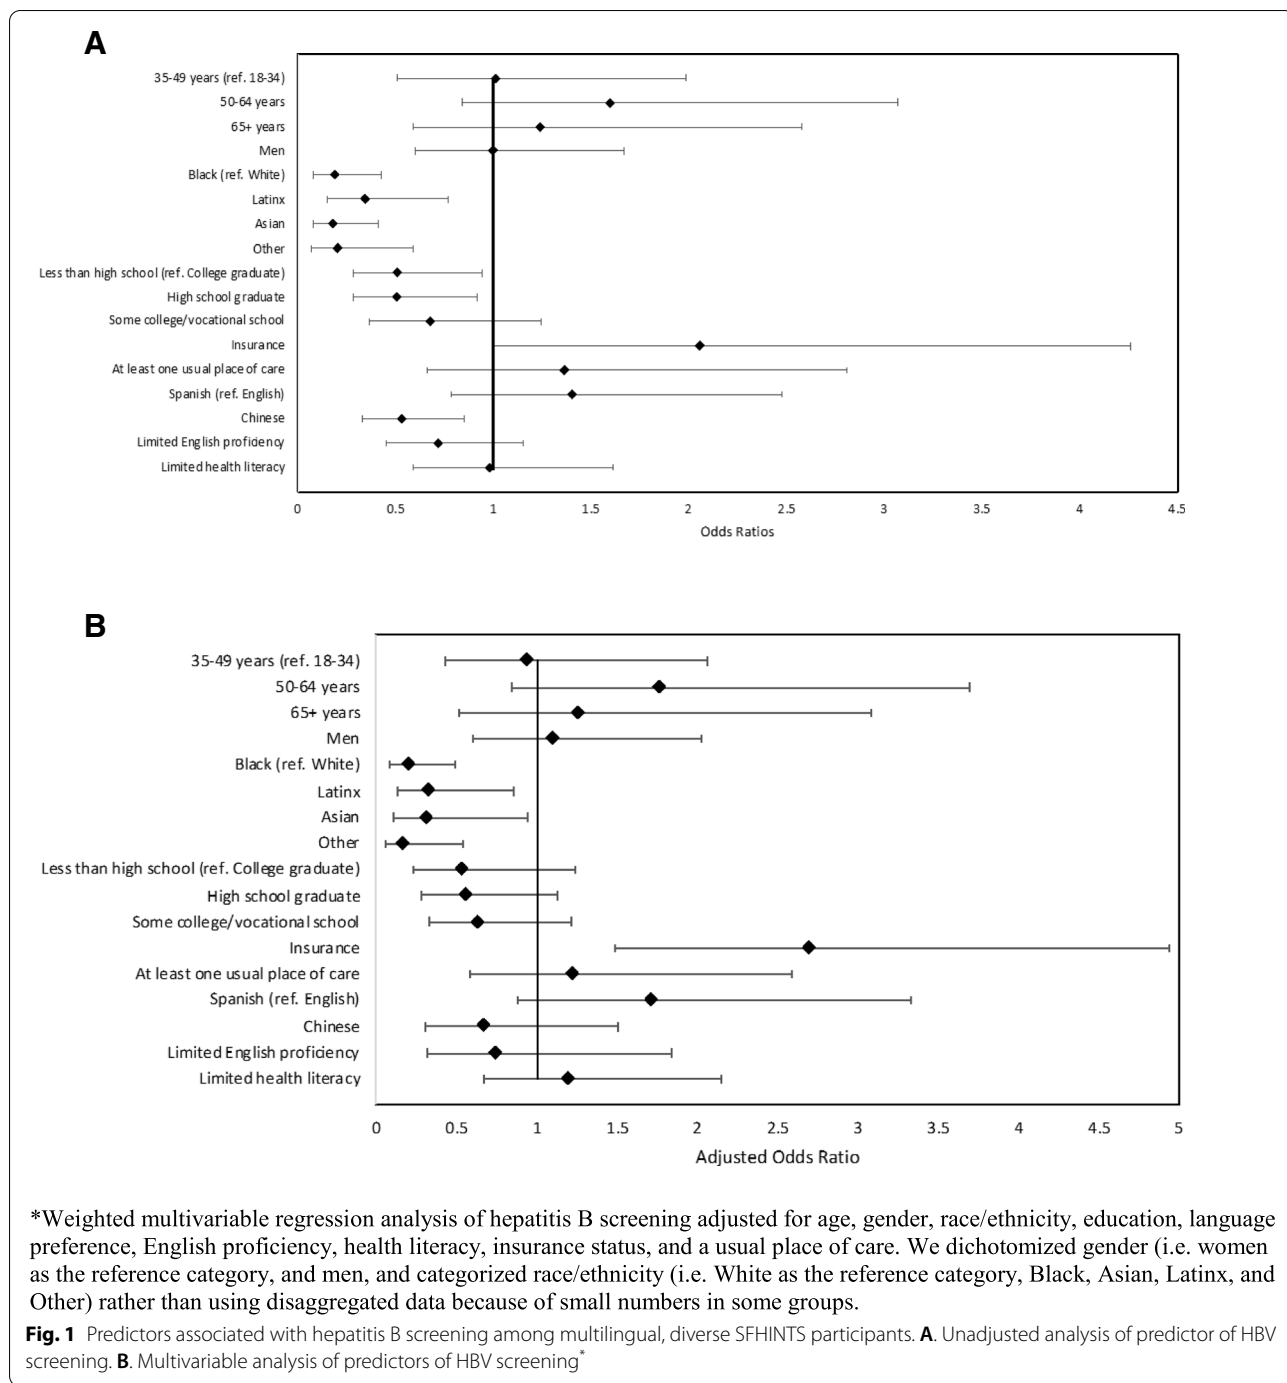 A
35-49 years (ref. 18-34)
50-64 years
65+ years
Men
Black (ref. White)
Latinx
Asian
Other
Less than high school (ref. College graduate)
High school graduate
Some college/vocational school
Insurance
At least one usual place of care
Spanish (ref. English)
Chinese
Limited English proficiency
Limited health literacy
0 0.5 1 1.5 2 2.5 3 3.5 4 4.5
Odds Ratios
B
35-49 years (ref. 18-34)
50-64 years
65+ years
Men
Black (ref. White)
Latinx
Asian
Other
Less than high school (ref. College graduate)
High school graduate
Some college/vocational school
Insurance
At least one usual place of care
Spanish (ref. English)
Chinese
Limited English proficiency
Limited health literacy
0 0.5 1 1.5 2 2.5 3 3.5 4 4.5 5
Adjusted Odds Ratio
*Weighted multivariable regression analysis of hepatitis B screening adjusted for age, gender, race/ethnicity, education, language
preference, English proficiency, health literacy, insurance status, and a usual place of care. We dichotomized gender (i.e. women
as the reference category, and men, and categorized race/ethnicity (i.e. White as the reference category, Black, Asian, Latinx, and
Other) rather than using disaggregated data because of small numbers in some groups.
Fig. 1 Predictors associated with hepatitis B screening among multilingual, diverse SFHINTS participants. A. Unadjusted analysis of predictor of HBV
screening. B. Multivariable analysis of predictors of HBV screening*